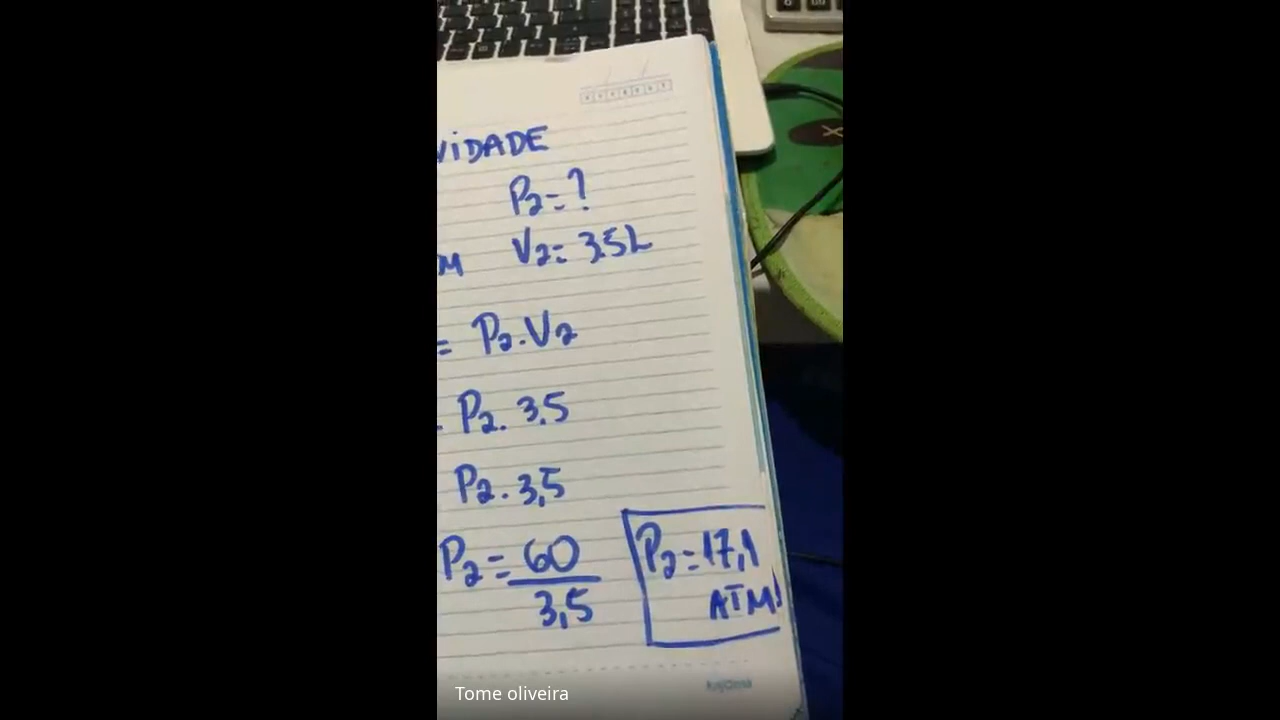 VIDADE
P2=?
M V2= 3.5L
= P2.V2
. P2. 3.5
P2. 3,5
P2= 60
3,5
P2= 17,1
ATM
Tome oliveira